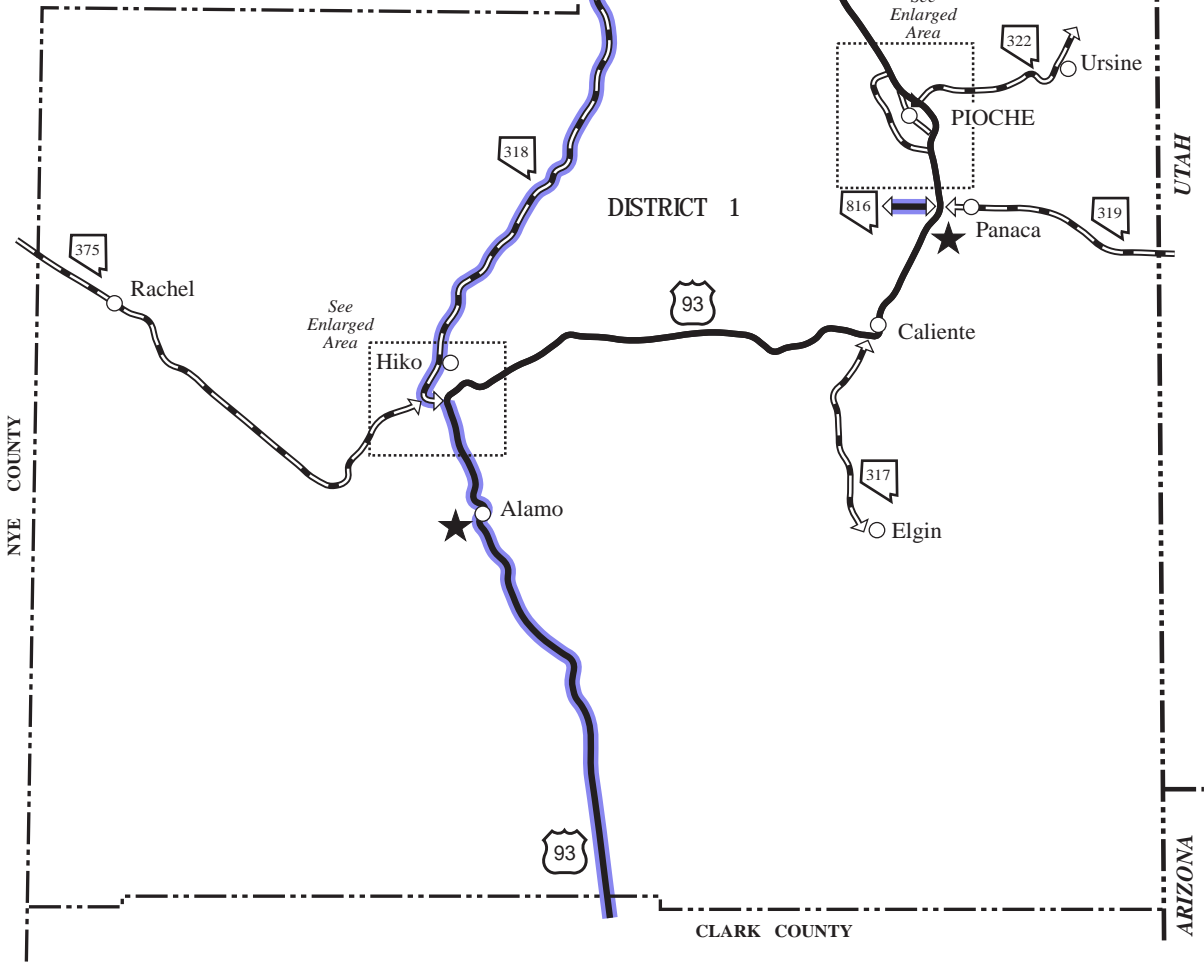 See
Enlarged
Area
322
Ursine
PIOCHE
UTAH
318
DISTRICT 1
816
319
Panaca
375
Rachel
See
Enlarged
Area
93
Caliente
Hiko
NYE COUNTY
317
Alamo
Elgin
93
ARIZONA
CLARK COUNTY